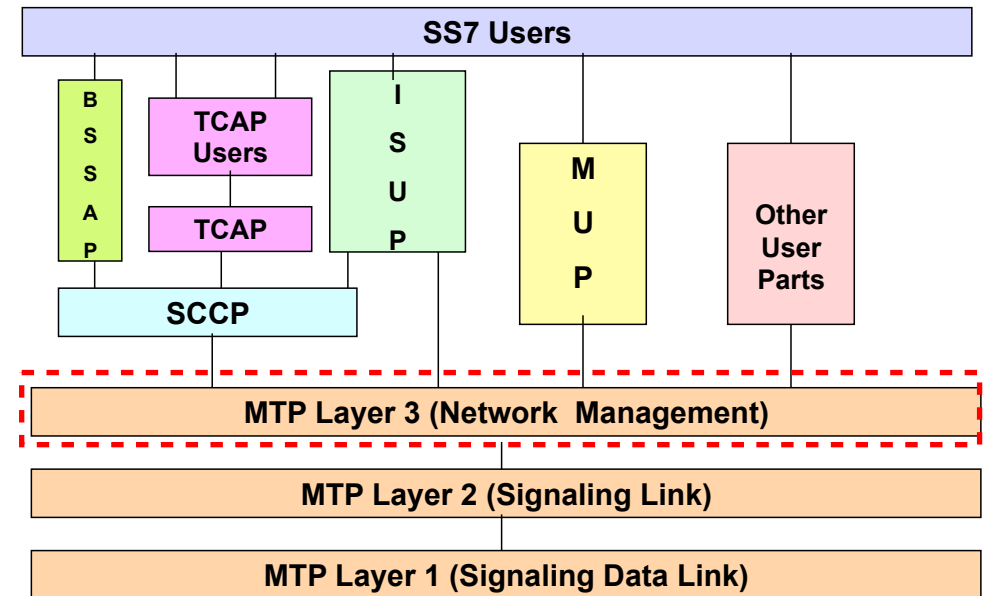 SS7 Users
B
S
S
A
P
TCAP
Users
TCAP
I
S
U
P
M
U
P
Other
User
Parts
SCCP
MTP Layer 3 (Network Management)
MTP Layer 2 (Signaling Link)
MTP Layer 1 (Signaling Data Link)